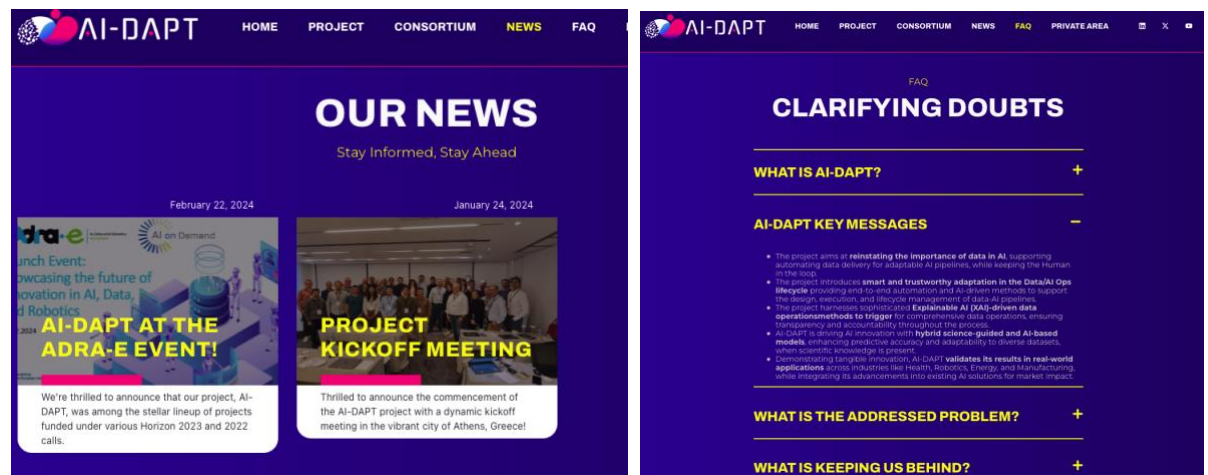 AI-DAPT
HOME PROJECT CONSORTIUM NEWS FAQ
OUR NEWS
Stay Informed, Stay Ahead
February 22, 2024
AI on Demand
unch Event:
owcasing the future of
novation in AI, Data,
d Robotics
AI-DAPT AT THE
ADRA-E EVENT!
We're thrilled to announce that our project, AI-
DAPT, was among the stellar lineup of projects
funded under various Horizon 2023 and 2022
calls.
January 24, 2024
PROJECT
KICKOFF MEETING
Thrilled to announce the commencement of
the AI-DAPT project with a dynamic kickoff
meeting in the vibrant city of Athens, Greece!
AI-DAPT
HOME PROJECT CONSORTIUM NEWS FAQ PRIVATE AREA
FAQ
CLARIFYING DOUBTS
WHAT IS AI-DAPT? +
AI-DAPT KEY MESSAGES −
• The project aims at reinstating the importance of data in AI, supporting
automating data delivery for adaptable AI pipelines, while keeping the Human
in the loop.
• The project introduces smart and trustworthy adaptation in the Data/AI Ops
lifecycle providing end-to-end automation and AI-driven methods to support
the design, execution, and lifecycle management of data-AI pipelines.
• The project harnesses sophisticated Explainable AI (XAI)-driven data
operationsmethods to trigger for comprehensive data operations, ensuring
transparency and accountability throughout the process.
• AI-DAPT is driving AI innovation with hybrid science-guided and AI-based
models, enhancing predictive accuracy and adaptability to diverse datasets,
when scientific knowledge is present.
• Demonstrating tangible innovation, AI-DAPT validates its results in real-world
applications across industries like Health, Robotics, Energy, and Manufacturing,
while integrating its advancements into existing AI solutions for market impact.
WHAT IS THE ADDRESSED PROBLEM? +
WHAT IS KEEPING US BEHIND? +